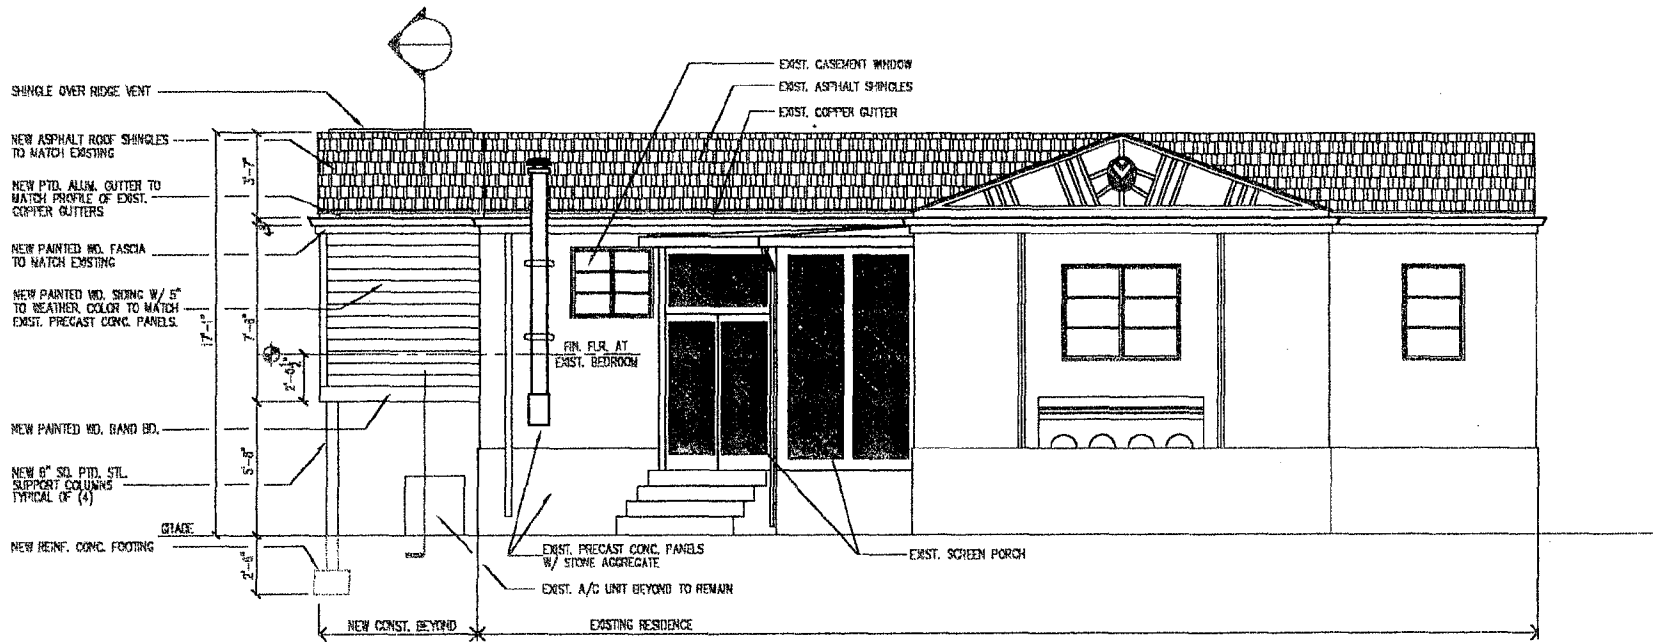 SHINGLE OVER RIDGE VENT
NEW ASPHALT ROOF SHINGLES
TO MATCH EXISTING
NEW PTD. ALUM. GUTTER TO
MATCH PROFILE OF EXIST.
COPPER GUTTERS
NEW PAINTED WD. FASCIA
TO MATCH EXISTING
NEW PAINTED WD. SIDING W/ 5"
TO WEATHER, COLOR TO MATCH
EXIST. PRECAST CONC. PANELS.
NEW PAINTED WD. BAND BD.
NEW 6" SQ. PTD. STL.
SUPPORT COLUMNS
TYPICAL OF (4)
GRADE
NEW REINF. CONC. FOOTING
17'-1"
3'-7"
2'-0½"
2'-6"
EXIST. CASEMENT WINDOW
EXIST. ASPHALT SHINGLES
EXIST. COPPER GUTTER
FIN. FLR. AT
EXIST. BEDROOM
EXIST. PRECAST CONC. PANELS
W/ STONE AGGREGATE
EXIST. A/C UNIT BEYOND TO REMAIN
EXIST. SCREEN PORCH
NEW CONST. BEYOND
EXISTING RESIDENCE